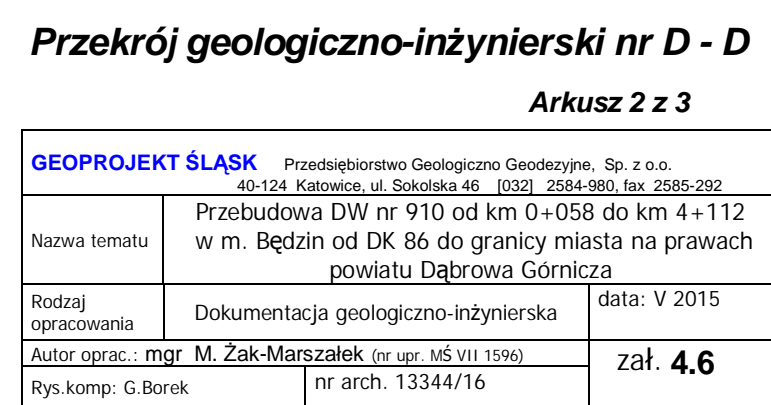 Przekrój geologiczno-inżynierski nr D - D
Arkusz 2 z 3
GEOPROJEKT ŚLĄSK Przedsiębiorstwo Geologiczno Geodezyjne, Sp. z o.o.
40-124 Katowice, ul. Sokolska 46 [032] 2584-980, fax 2585-292
Nazwa tematu
Przebudowa DW nr 910 od km 0+058 do km 4+112
w m. Będzin od DK 86 do granicy miasta na prawach
powiatu Dąbrowa Górnicza
Rodzaj
opracowania
Dokumentacja geologiczno-inżynierska
data: V 2015
Autor oprac.: mgr M. Żak-Marszałek (nr upr. MŚ VII 1596)
zał. 4.6
Rys.komp: G.Borek
nr arch. 13344/16